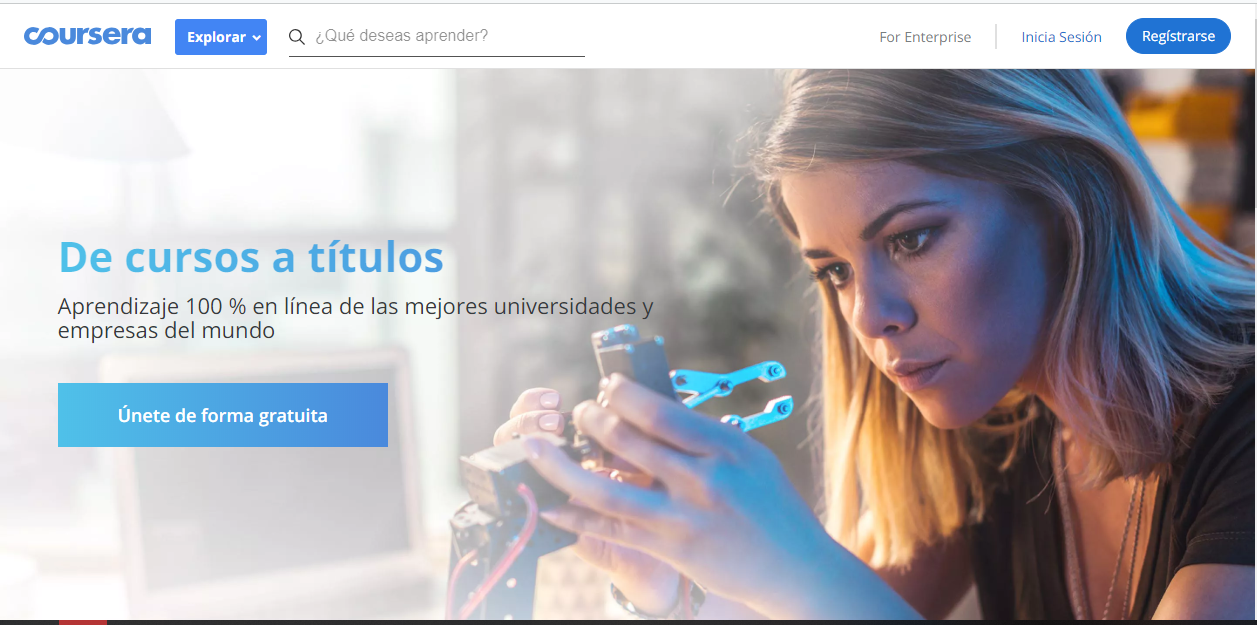 coursera
Explorar
¿Qué deseas aprender?
For Enterprise
Inicia Sesión
Regístrarse
De cursos a títulos
Aprendizaje 100 % en línea de las mejores universidades y
empresas del mundo
Únete de forma gratuita